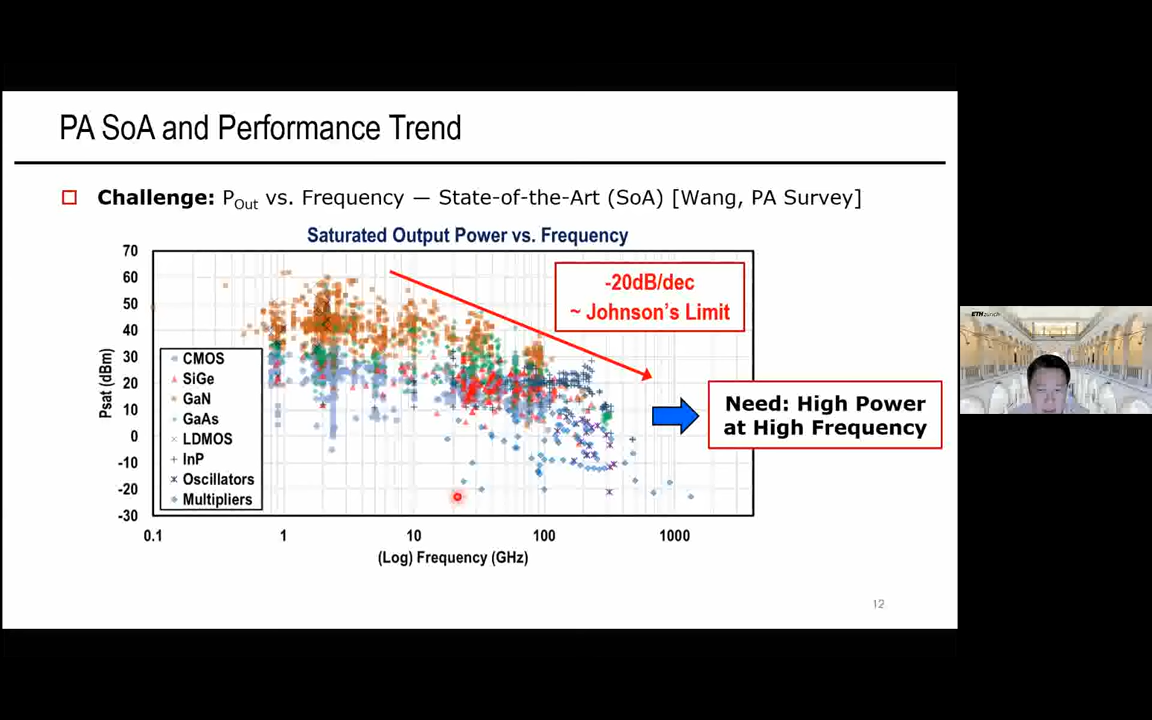 PA SoA and Performance Trend
Challenge: POut vs. Frequency — State-of-the-Art (SoA) [Wang, PA Survey]
Saturated Output Power vs. Frequency
70
60
50
40
30
20
10
0
-10
-20
-30
Psat (dBm)
-20dB/dec
~ Johnson's Limit
CMOS
SiGe
GaN
GaAs
LDMOS
InP
Oscillators
Multipliers
Need: High Power
at High Frequency
0.1 1 10 100 1000
(Log) Frequency (GHz)
12
ETH zürich